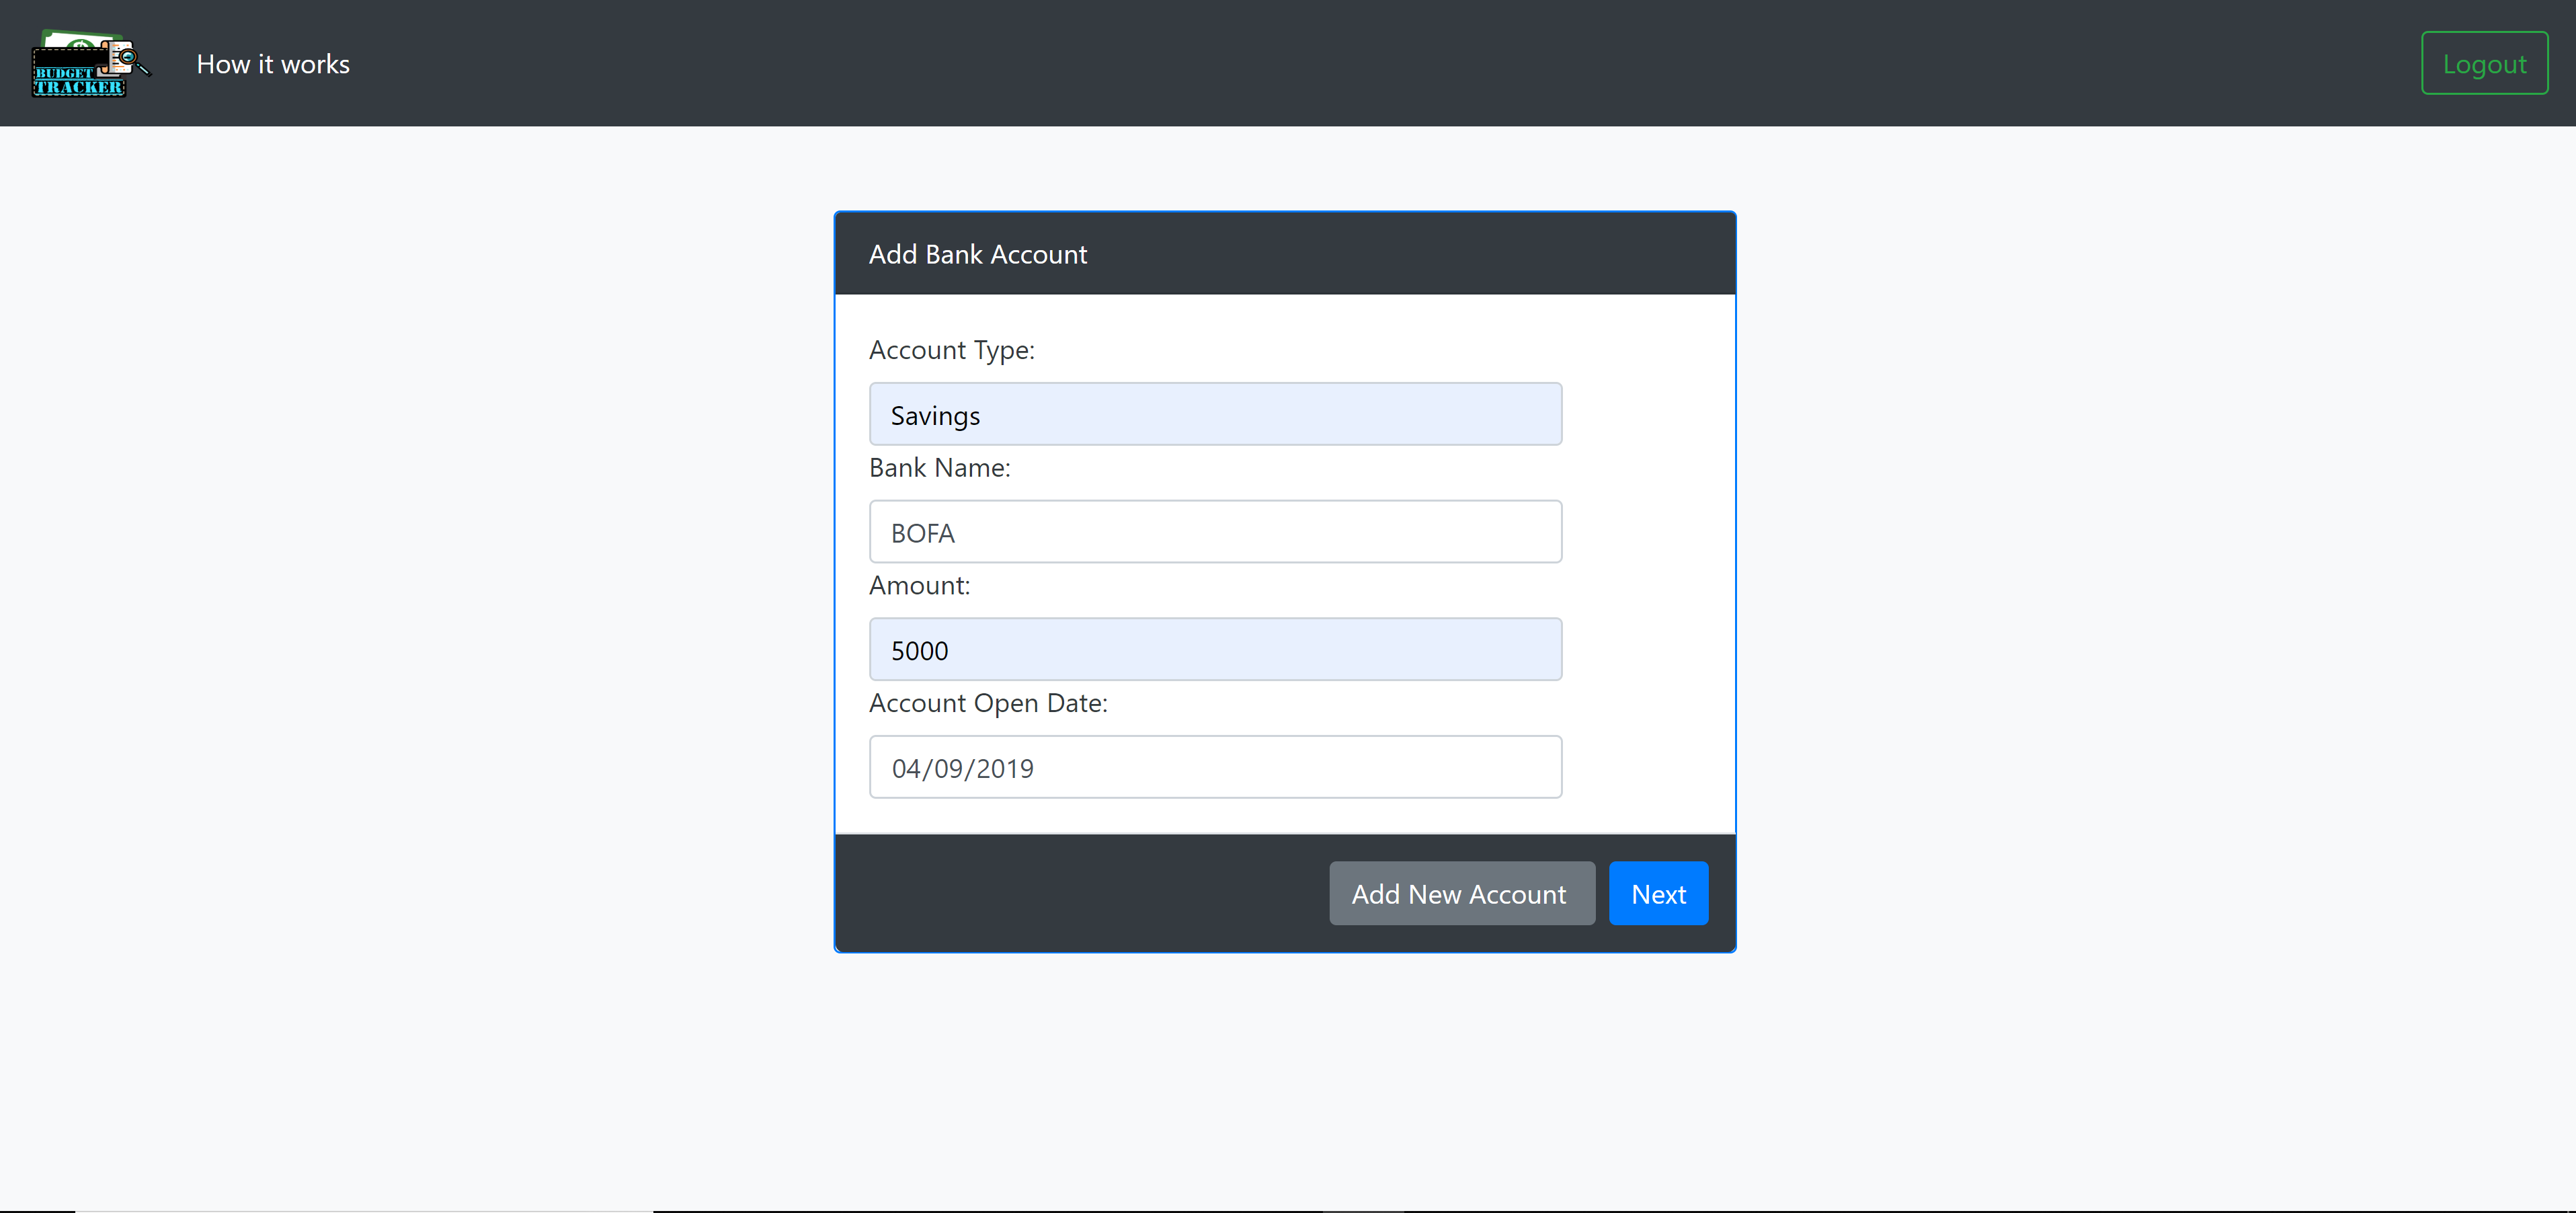 BUDGET
TRACKER
How it works
Logout
Add Bank Account
Account Type:
Savings
Bank Name:
BOFA
Amount:
5000
Account Open Date:
04/09/2019
Add New Account
Next